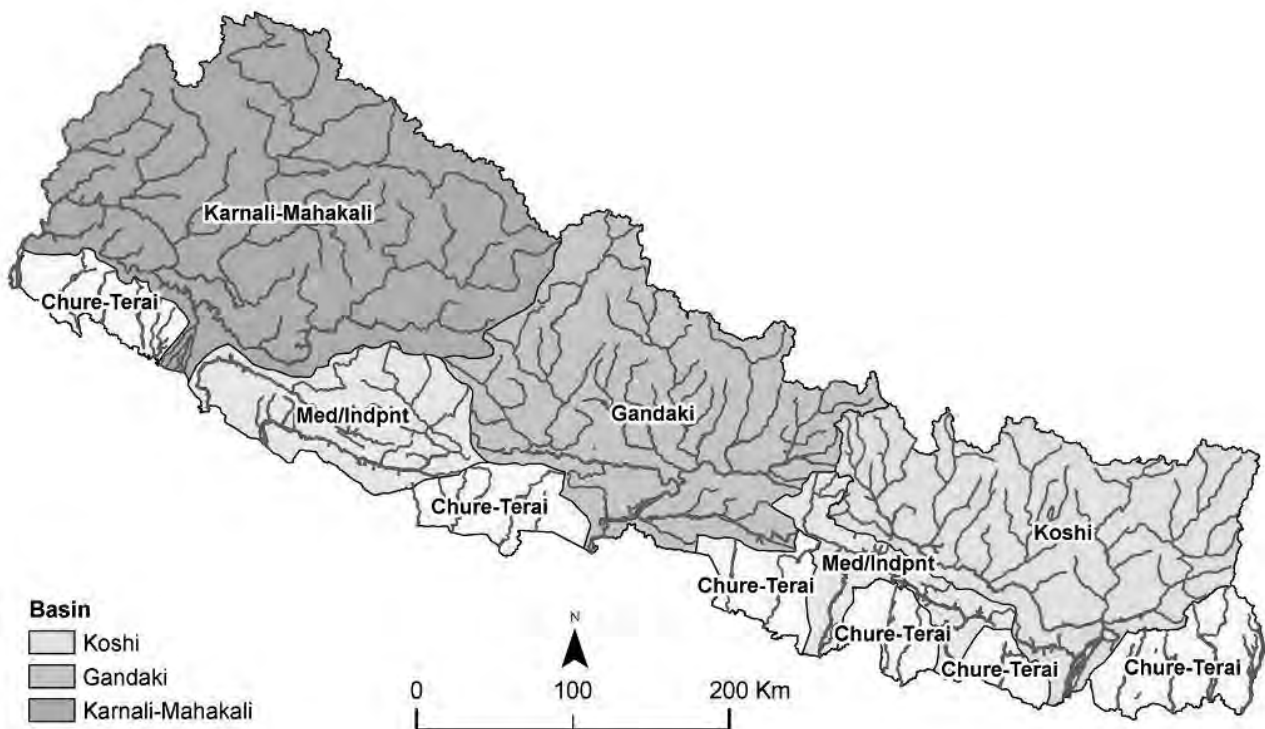 Karnali-Mahakali
Chure-Terai
Med/Indpnt
Gandaki
Chure-Terai
Koshi
Med/Indpnt
Chure-Terai
Chure-Terai
Chure-Terai
Chure-Terai
Basin
Koshi
Gandaki
Karnali-Mahakali
N
0 100 200 Km